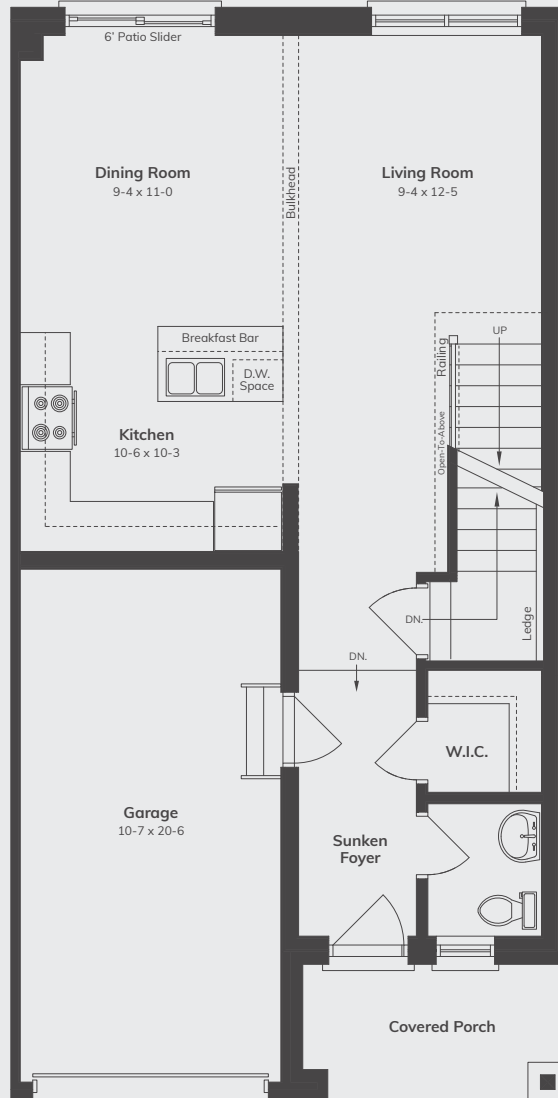 6' Patio Slider
Dining Room
9-4 x 11-0
Bulkhead
Living Room
9-4 x 12-5
Breakfast Bar
D.W.
Space
Railing
UP
Kitchen
10-6 x 10-3
Open-To-Above
DN.
Ledge
DN.
W.I.C.
Garage
10-7 x 20-6
Sunken
Foyer
Covered Porch